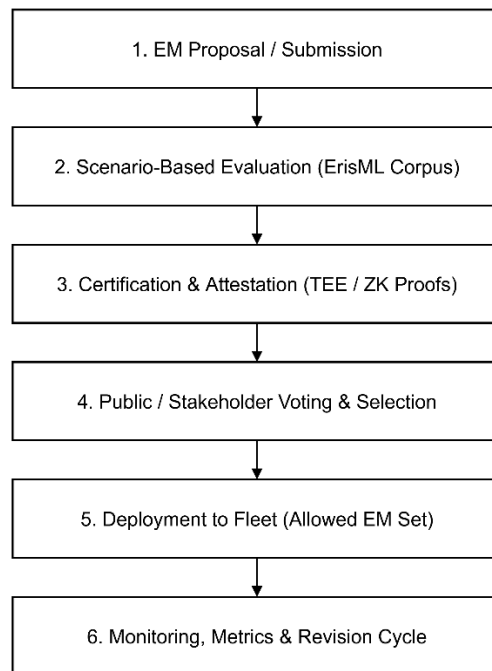 1. EM Proposal / Submission
2. Scenario-Based Evaluation (ErisML Corpus)
3. Certification & Attestation (TEE / ZK Proofs)
4. Public / Stakeholder Voting & Selection
5. Deployment to Fleet (Allowed EM Set)
6. Monitoring, Metrics & Revision Cycle